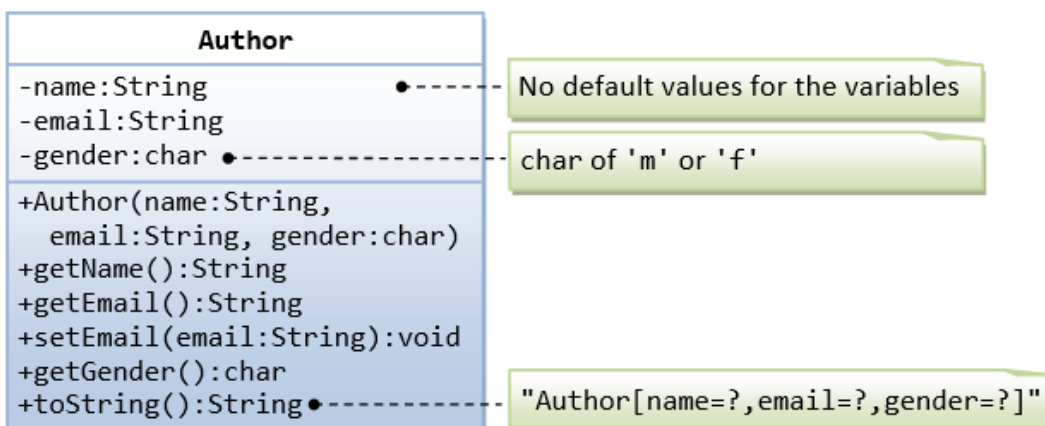 Author
-name:String
No default values for the variables
-email:String
-gender:char
char of 'm' or 'f'
+Author(name:String,
email:String, gender:char)
+getName():String
+getEmail():String
+setEmail(email:String):void
+getGender():char
+toString():String
"Author[name=?,email=?,gender=?]"